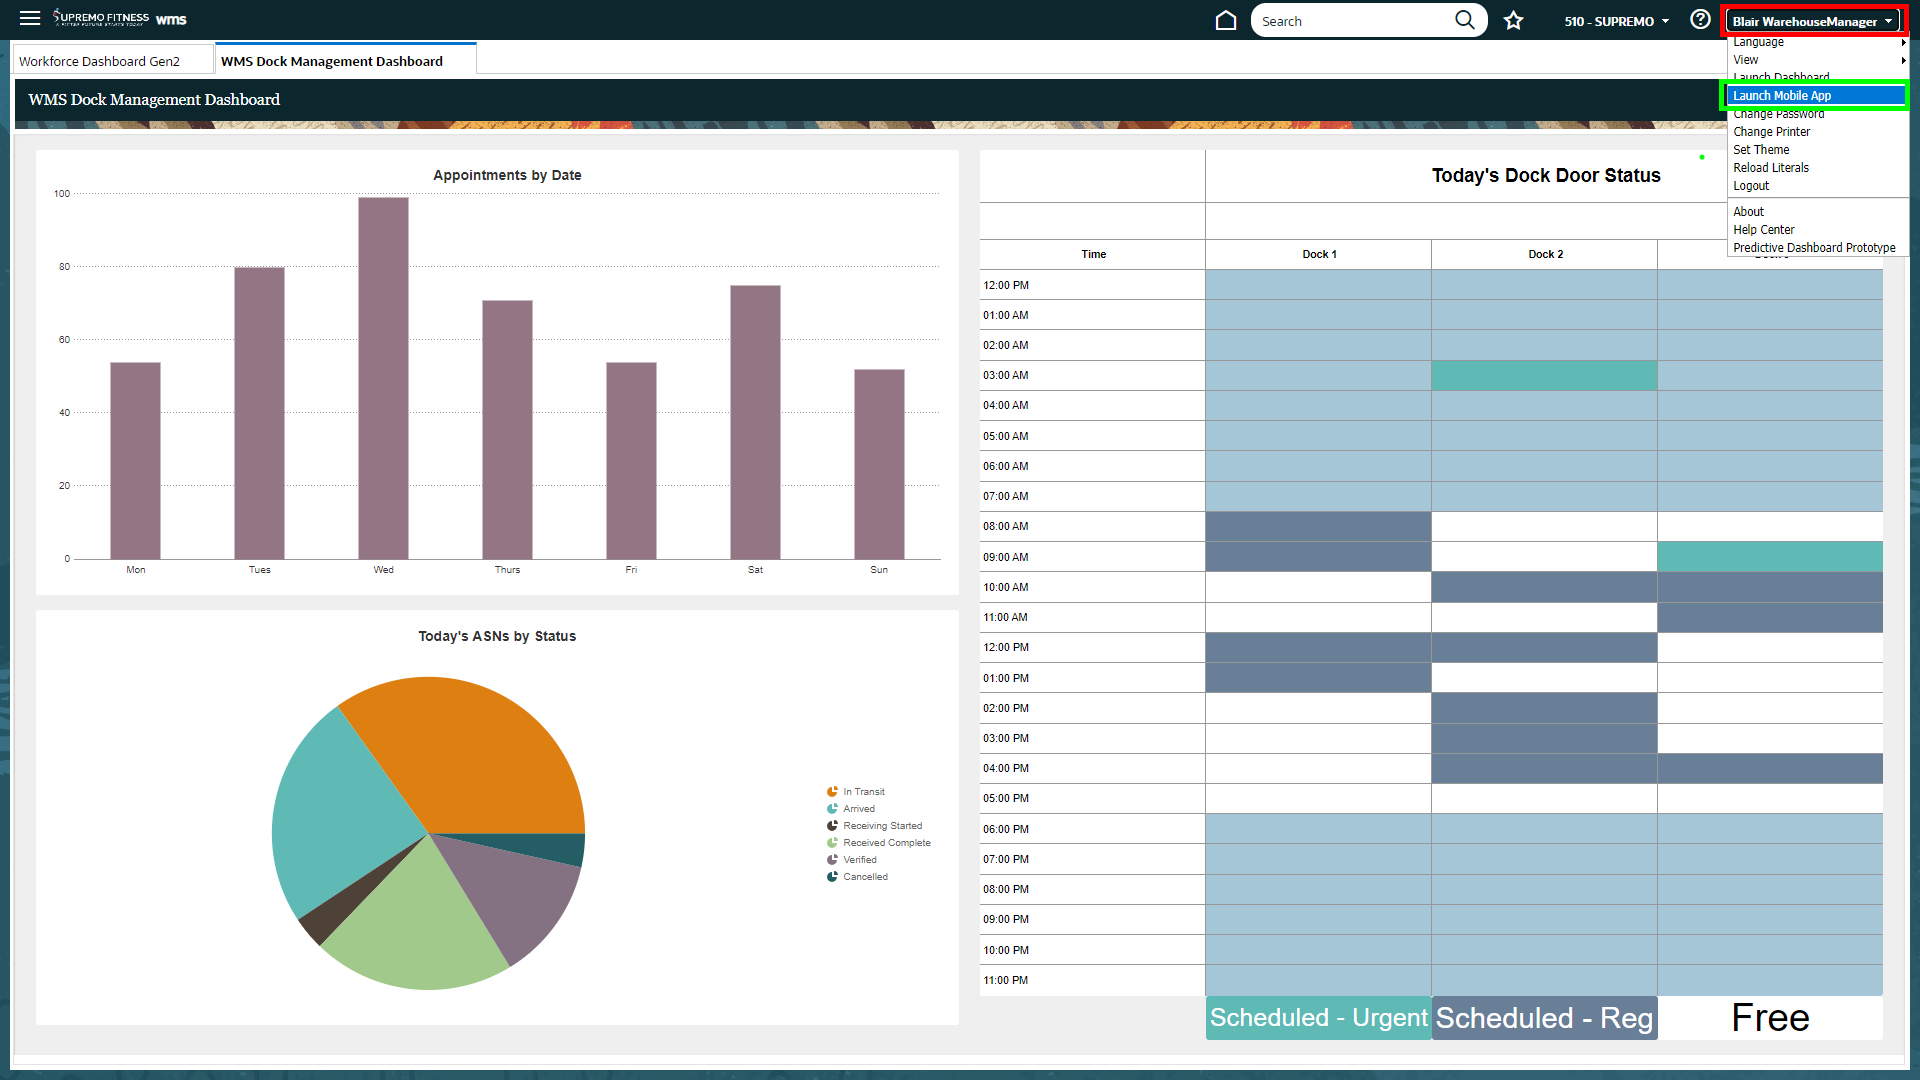 SUPREMO FITNESS wms
A FITTER FUTURE STARTS TODAY
Search
510 - SUPREMO
Blair WarehouseManager
Workforce Dashboard Gen2
WMS Dock Management Dashboard
Language
View
Launch Dashboard
Launch Mobile App
Change Password
Change Printer
Set Theme
Reload Literals
Logout
About
Help Center
Predictive Dashboard Prototype
WMS Dock Management Dashboard
Appointments by Date
100
80
60
40
20
0
Mon Tues Wed Thurs Fri Sat Sun
Today's ASNs by Status
In Transit
Arrived
Receiving Started
Received Complete
Verified
Cancelled
Today's Dock Door Status
Time Dock 1 Dock 2
12:00 PM
01:00 AM
02:00 AM
03:00 AM
04:00 AM
05:00 AM
06:00 AM
07:00 AM
08:00 AM
09:00 AM
10:00 AM
11:00 AM
12:00 PM
01:00 PM
02:00 PM
03:00 PM
04:00 PM
05:00 PM
06:00 PM
07:00 PM
08:00 PM
09:00 PM
10:00 PM
11:00 PM
Scheduled - Urgent Scheduled - Reg Free